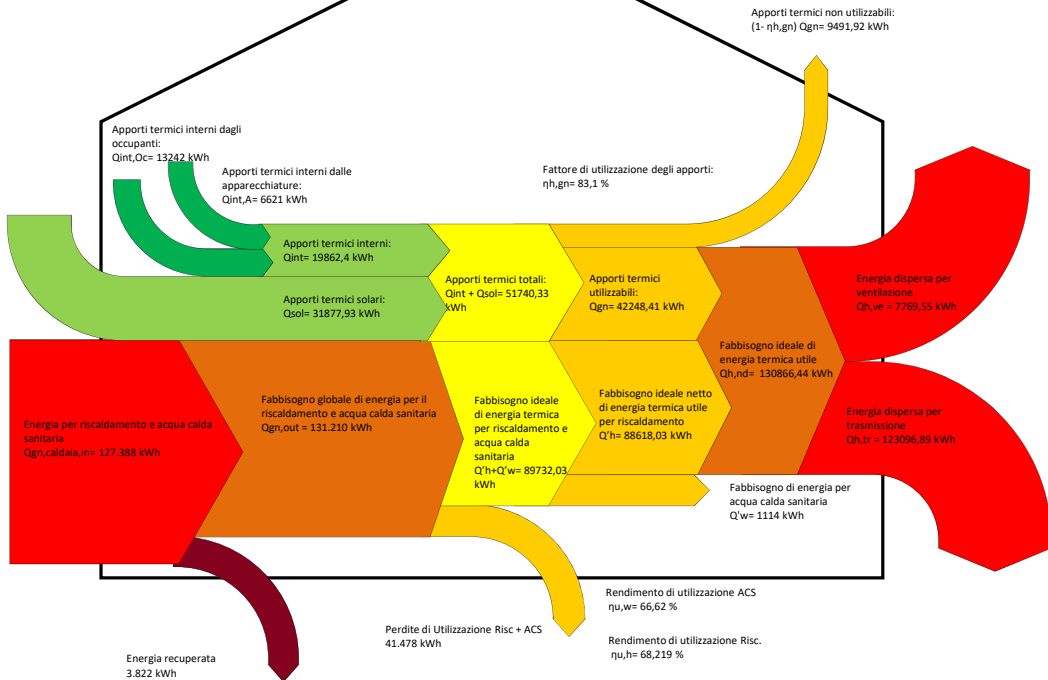 Apporti termici non utilizzabili:
(1- ηh,gn) Qgn= 9491,92 kWh
Apporti termici interni dagli
occupanti:
Qint,Oc= 13242 kWh
Apporti termici interni dalle
apparecchiature:
Qint,A= 6621 kWh
Fattore di utilizzazione degli apporti:
ηh,gn= 83,1 %
Apporti termici interni:
Qint= 19862,4 kWh
Apporti termici solari:
Qsol= 31877,93 kWh
Apporti termici totali:
Qint + Qsol= 51740,33
kWh
Apporti termici
utilizzabili:
Qgn= 42248,41 kWh
Energia dispersa per
ventilazione
Qh,ve = 7769,55 kWh
Fabbisogno ideale di
energia termica utile
Qh,nd= 130866,44 kWh
Energia per riscaldamento e acqua calda
sanitaria
Qgn,caldaia,in= 127.388 kWh
Fabbisogno globale di energia per il
riscaldamento e acqua calda sanitaria
Qgn,out = 131.210 kWh
Fabbisogno ideale
di energia termica
per riscaldamento e
acqua calda
sanitaria
Q'h+Q'w= 89732,03
kWh
Fabbisogno ideale netto
di energia termica utile
per riscaldamento
Q'h= 88618,03 kWh
Energia dispersa per
trasmissione
Qh,tr = 123096,89 kWh
Fabbisogno di energia per
acqua calda sanitaria
Q'w= 1114 kWh
Rendimento di utilizzazione ACS
ηu,w= 66,62 %
Perdite di Utilizzazione Risc + ACS
41.478 kWh
Rendimento di utilizzazione Risc.
ηu,h= 68,219 %
Energia recuperata
3.822 kWh